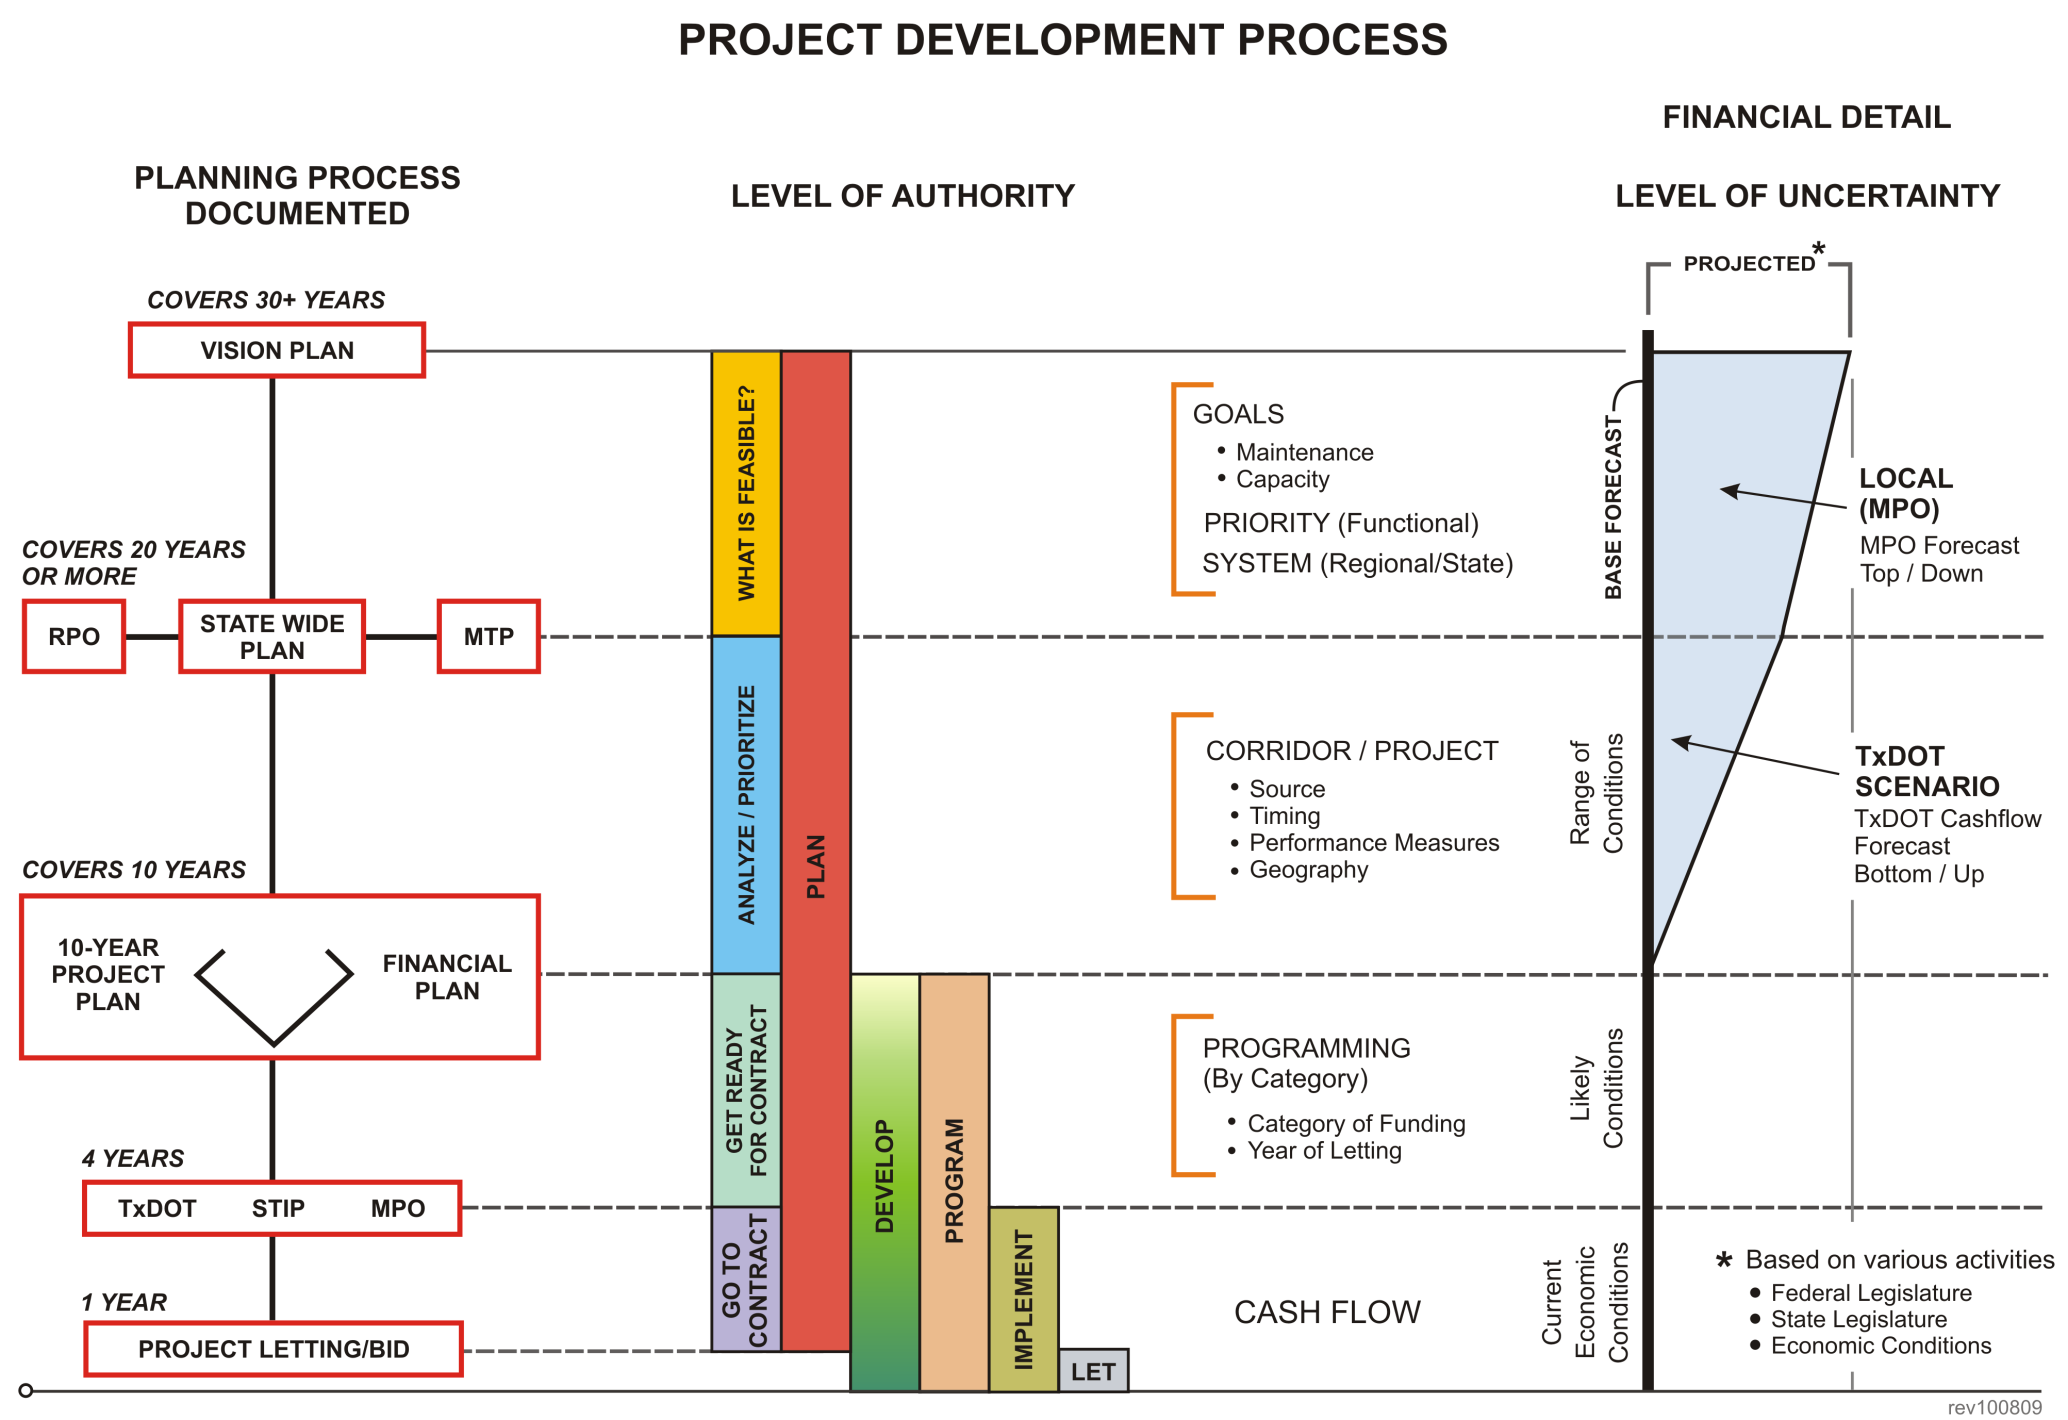 PROJECT DEVELOPMENT PROCESS
PLANNING PROCESS
DOCUMENTED
LEVEL OF AUTHORITY
FINANCIAL DETAIL
LEVEL OF UNCERTAINTY
PROJECTED*
COVERS 30+ YEARS
VISION PLAN
COVERS 20 YEARS
OR MORE
RPO
STATE WIDE
PLAN
MTP
COVERS 10 YEARS
10-YEAR
PROJECT
PLAN
FINANCIAL
PLAN
4 YEARS
TxDOT STIP MPO
1 YEAR
PROJECT LETTING/BID
WHAT IS FEASIBLE?
ANALYZE / PRIORITIZE
GET READY
FOR CONTRACT
GO TO
CONTRACT
PLAN
DEVELOP
PROGRAM
IMPLEMENT
LET
GOALS
• Maintenance
• Capacity
PRIORITY (Functional)
SYSTEM (Regional/State)
CORRIDOR / PROJECT
• Source
• Timing
• Performance Measures
• Geography
PROGRAMMING
(By Category)
• Category of Funding
• Year of Letting
CASH FLOW
BASE FORECAST
Range of
Conditions
Likely
Conditions
Current
Economic
Conditions
LOCAL
(MPO)
MPO Forecast
Top / Down
TxDOT
SCENARIO
TxDOT Cashflow
Forecast
Bottom / Up
* Based on various activities
• Federal Legislature
• State Legislature
• Economic Conditions
rev100809